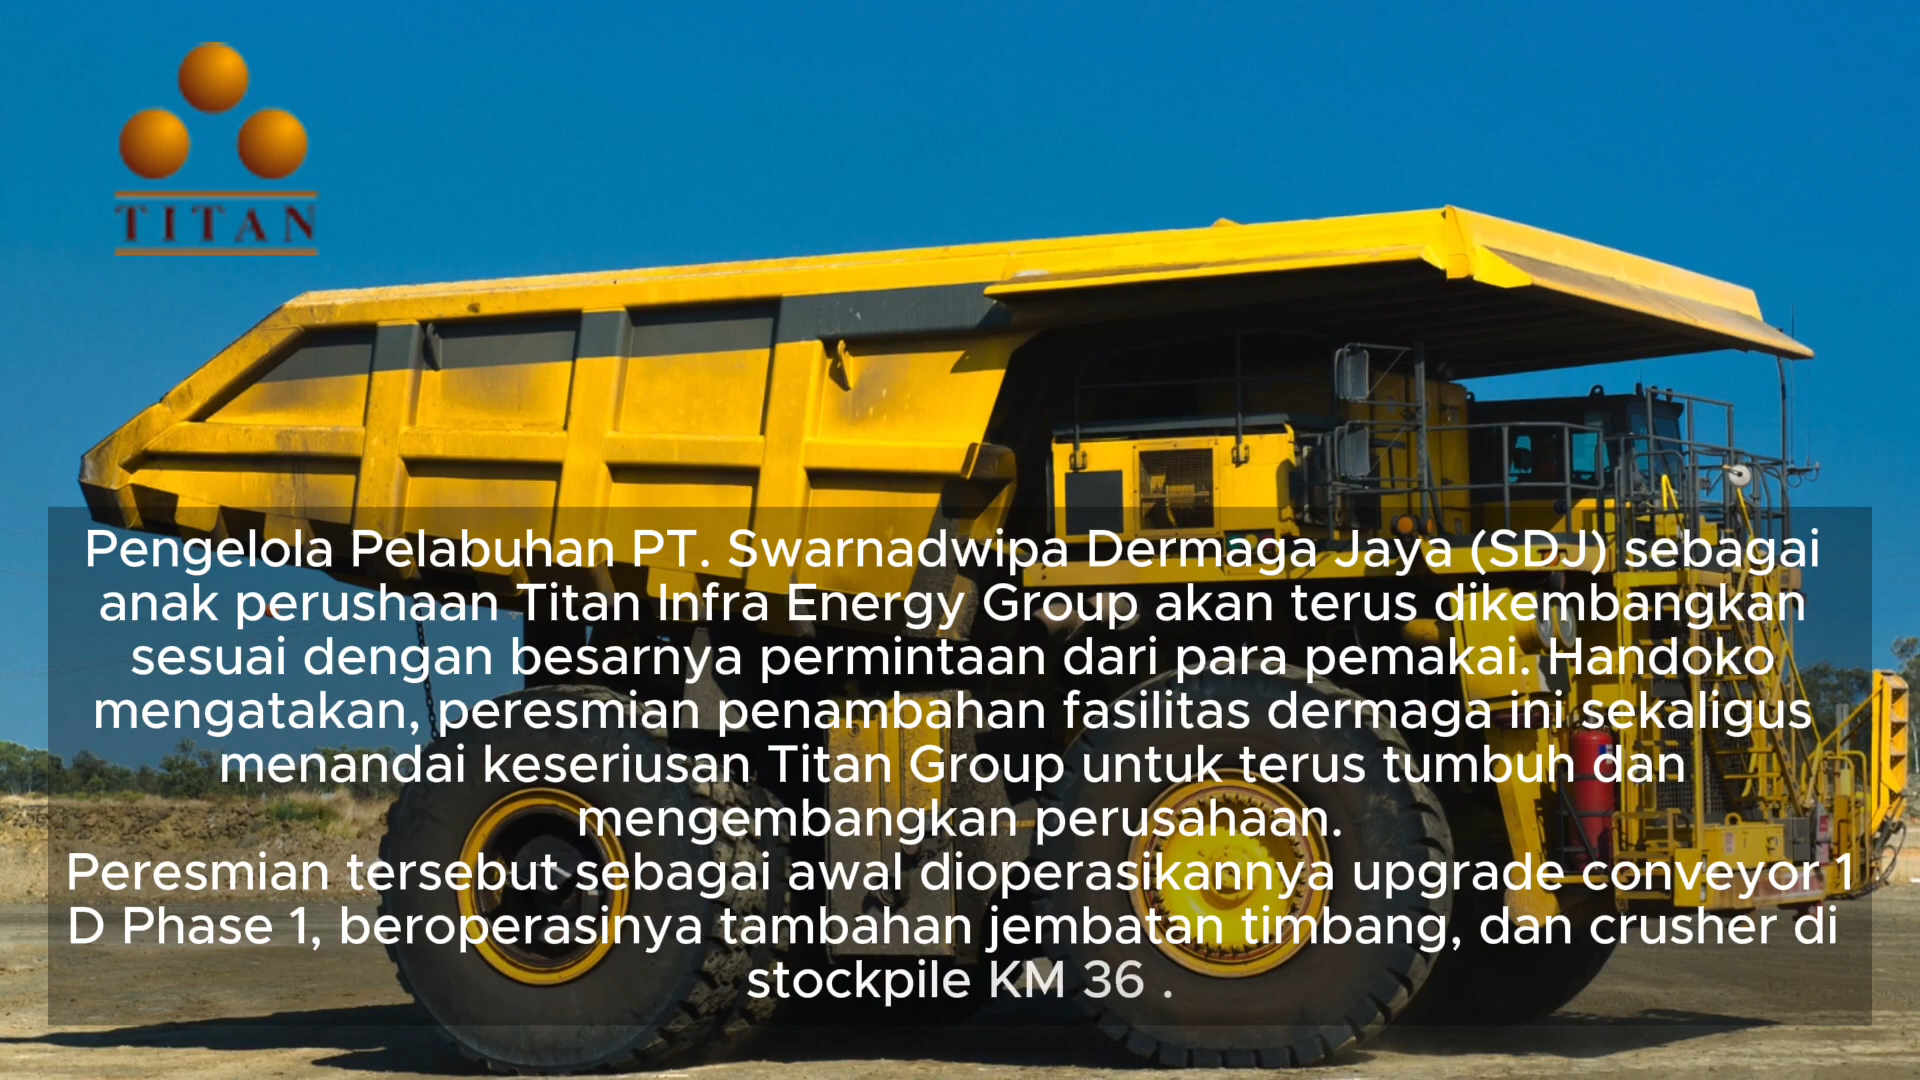 TITAN
Pengelola Pelabuhan PT. Swarnadwipa Dermaga Jaya (SDJ) sebagai
anak perushaan Titan Infra Energy Group akan terus dikembangkan
sesuai dengan besarnya permintaan dari para pemakai. Handoko
mengatakan, peresmian penambahan fasilitas dermaga ini sekaligus
menandai keseriusan Titan Group untuk terus tumbuh dan
mengembangkan perusahaan.
Peresmian tersebut sebagai awal dioperasikannya upgrade conveyor 1
D Phase 1, beroperasinya tambahan jembatan timbang, dan crusher di
stockpile KM 36 .